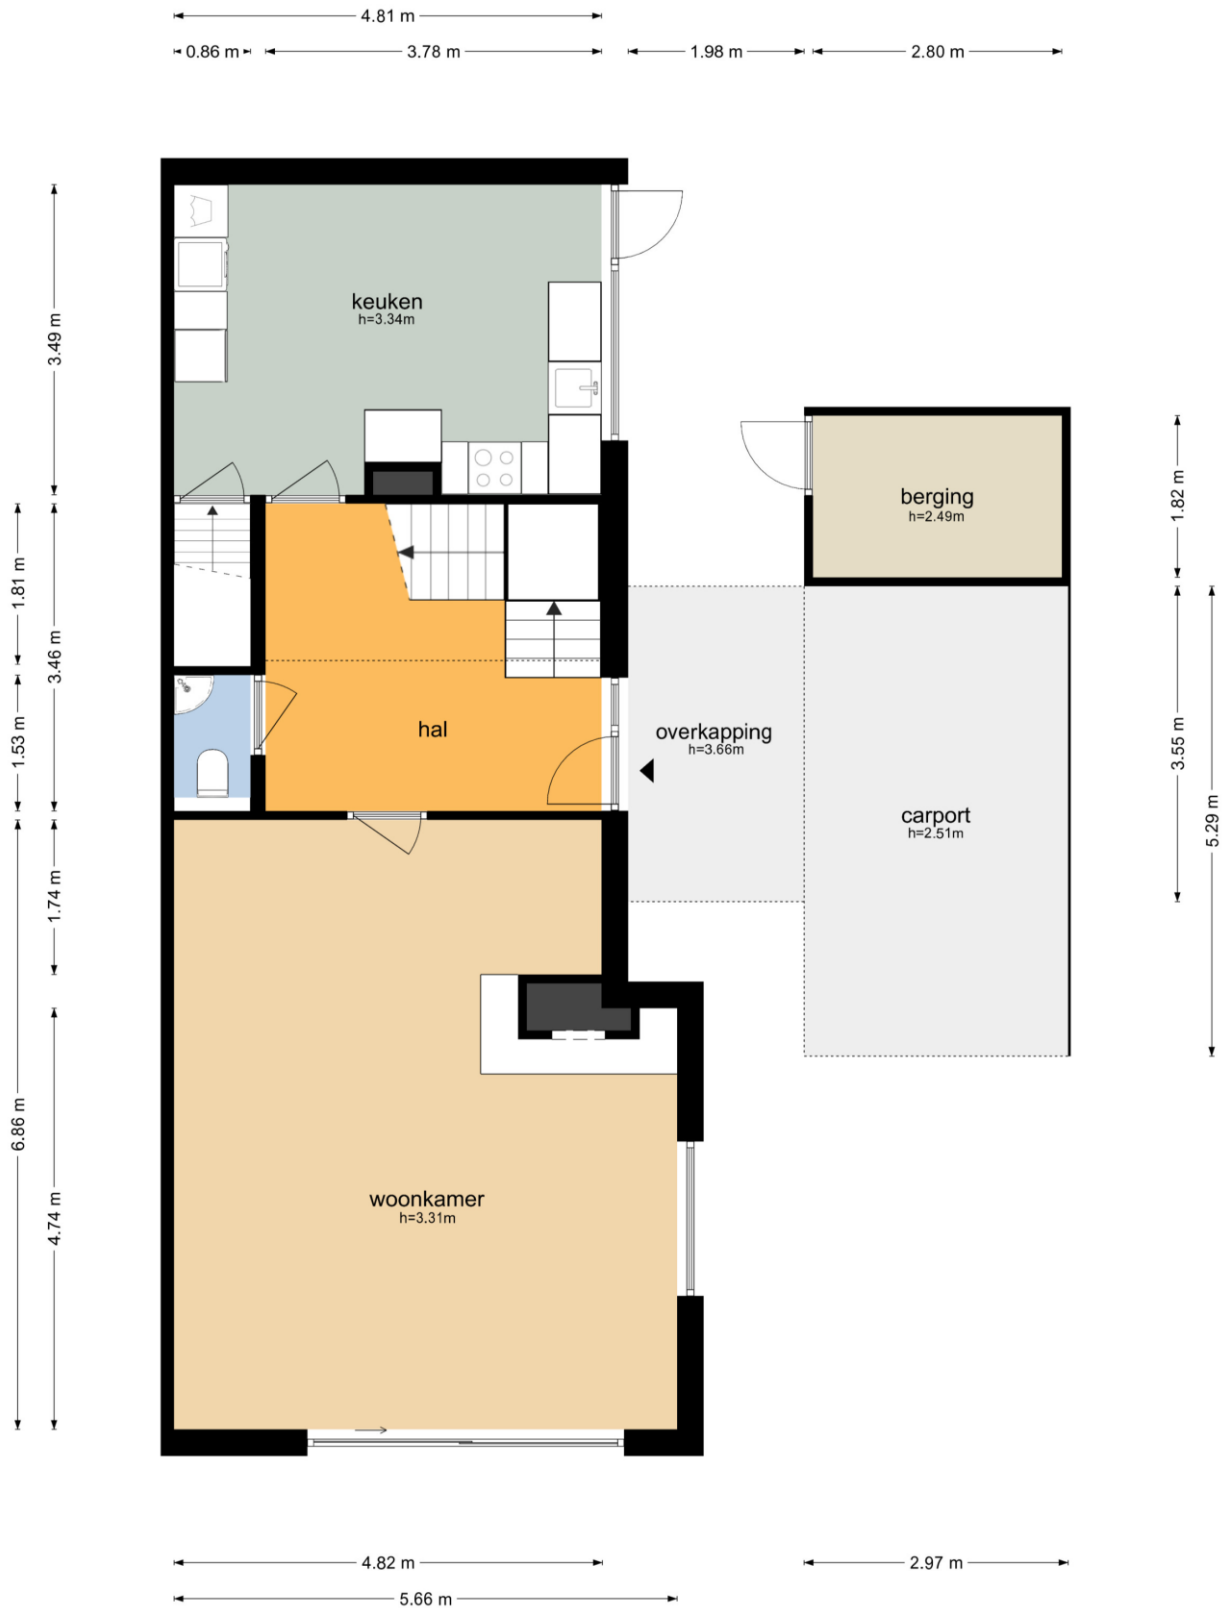 4.81 m
0.86 m
3.78 m
1.98 m
2.80 m
keuken
h=3.34m
3.49 m
berging
h=2.49m
1.82 m
1.81 m
3.46 m
1.53 m
hal
overkapping
h=3.66m
3.55 m
carport
h=2.51m
5.29 m
1.74 m
6.86 m
4.74 m
woonkamer
h=3.31m
4.82 m
2.97 m
5.66 m